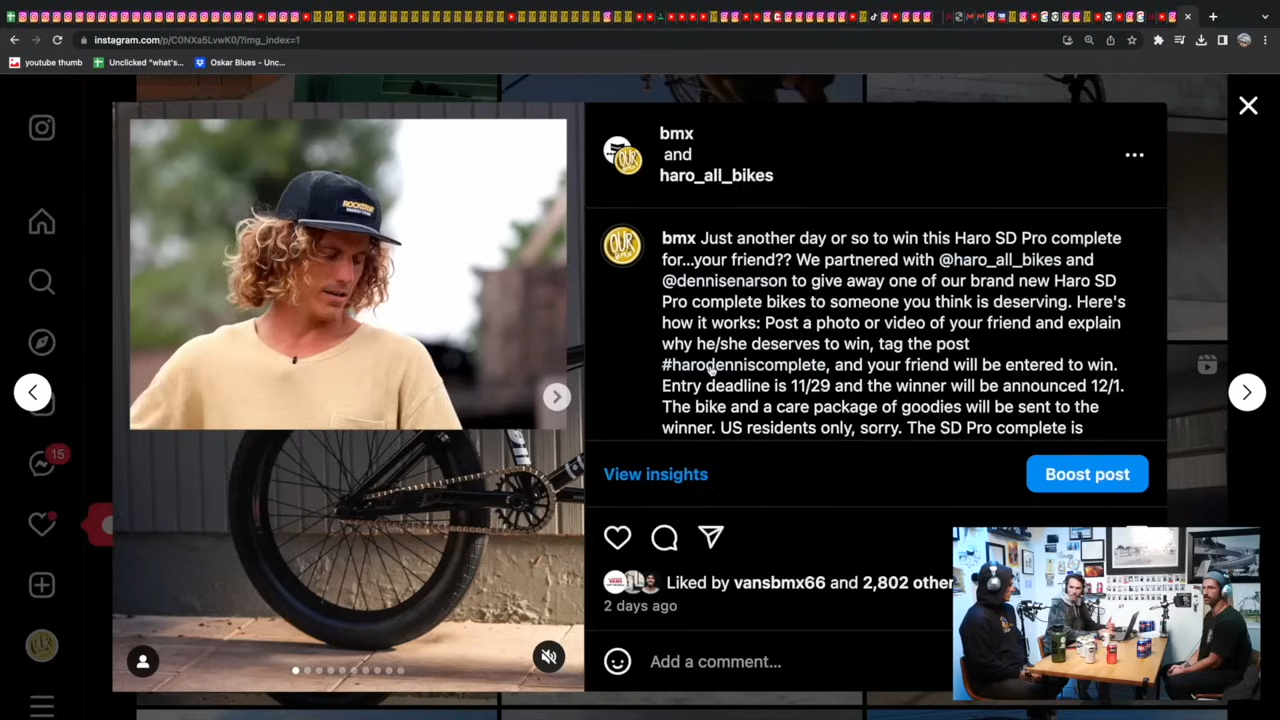 instagram.com/p/C0NXa5LvwK0/?img_index=1
youtube thumb
Unclicked "what's...
Oskar Blues - Unc...
bmx
and
haro_all_bikes
bmx Just another day or so to win this Haro SD Pro complete
for...your friend?? We partnered with @haro_all_bikes and
@dennisenarson to give away one of our brand new Haro SD
Pro complete bikes to someone you think is deserving. Here's
how it works: Post a photo or video of your friend and explain
why he/she deserves to win, tag the post
#harodenniscomplete, and your friend will be entered to win.
Entry deadline is 11/29 and the winner will be announced 12/1.
The bike and a care package of goodies will be sent to the
winner. US residents only, sorry. The SD Pro complete is
View insights
Boost post
15
Liked by vansbmx66 and 2,802 other
2 days ago
Add a comment...
OUR
BMX
ROCKSTAR